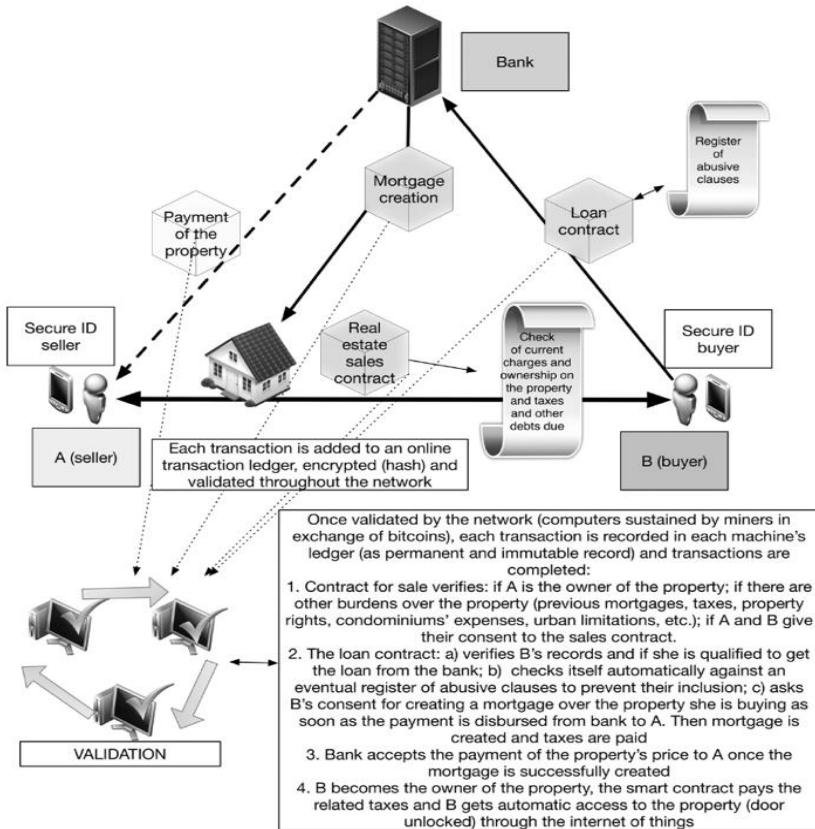 Bank
Register
of
abusive
clauses
Mortgage
creation
Payment
of the
property
Loan
contract
Secure ID
seller
Real
estate
sales
contract
Check
of current
charges and
ownership on
the property
and taxes
and other
debts due
Secure ID
buyer
A (seller)
Each transaction is added to an online
transaction ledger, encrypted (hash) and
validated throughout the network
B (buyer)
Once validated by the network (computers sustained by miners in
exchange of bitcoins), each transaction is recorded in each machine's
ledger (as permanent and immutable record) and transactions are
completed:
1. Contract for sale verifies: if A is the owner of the property; if there are
other burdens over the property (previous mortgages, taxes, property
rights, condominiums' expenses, urban limitations, etc.); if A and B give
their consent to the sales contract.
2. The loan contract: a) verifies B's records and if she is qualified to get
the loan from the bank; b) checks itself automatically against an
eventual register of abusive clauses to prevent their inclusion; c) asks
B's consent for creating a mortgage over the property she is buying as
soon as the payment is disbursed from bank to A. Then mortgage is
created and taxes are paid
3. Bank accepts the payment of the property's price to A once the
mortgage is successfully created
4. B becomes the owner of the property, the smart contract pays the
related taxes and B gets automatic access to the property (door
unlocked) through the internet of things
VALIDATION